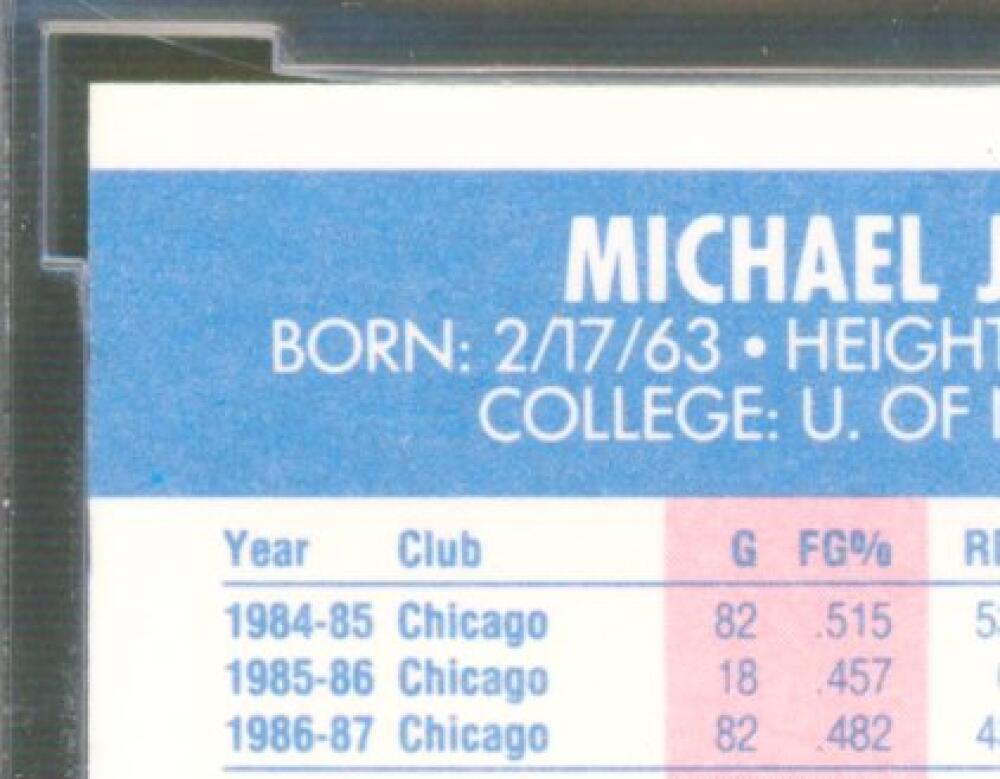 MICHAEL J
BORN: 2/17/63 • HEIGHT
COLLEGE: U. OF
Year Club G FG%
1984-85 Chicago 82 .515
1985-86 Chicago 18 .457
1986-87 Chicago 82 .482